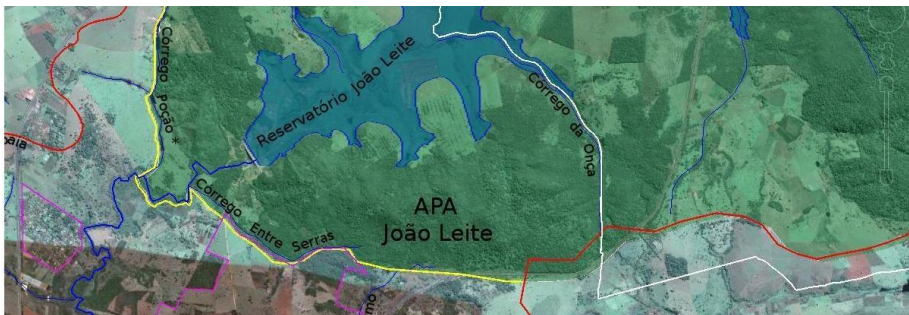 Córrego Poção *
Reservatório João Leite
Córrego da Onça
Córrego Entre Serras
APA
João Leite